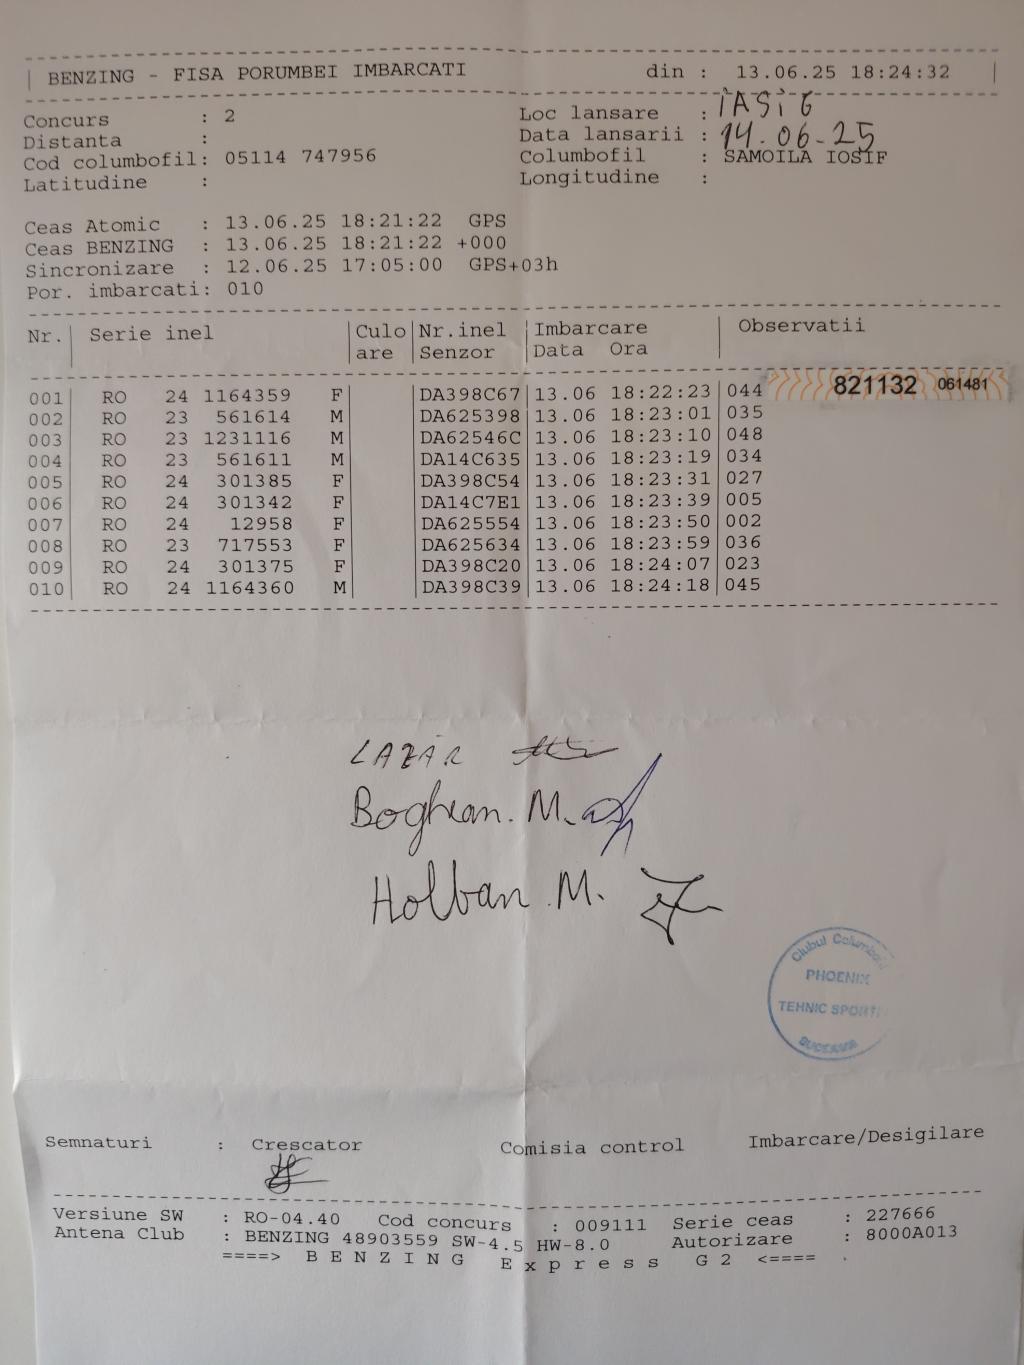 BENZING - FISA PORUMBEI IMBARCATI din : 13.06.25 18:24:32
Concurs : 2 Loc lansare : IASI 6
Distanta : Data lansarii : 14.06-25
Cod columbofil: 05114 747956 Columbofil : SAMOILA IOSIF
Latitudine : Longitudine :
Ceas Atomic : 13.06.25 18:21:22 GPS
Ceas BENZING : 13.06.25 18:21:22 +000
Sincronizare : 12.06.25 17:05:00 GPS+03h
Por. imbarcati: 010
Nr. Serie inel Culo Nr.inel Imbarcare Observatii
are Senzor Data Ora
001 RO 24 1164359 F DA398C67 13.06 18:22:23 044 821132 061481
002 RO 23 561614 M DA625398 13.06 18:23:01 035
003 RO 23 1231116 M DA62546C 13.06 18:23:10 048
004 RO 23 561611 M DA14C635 13.06 18:23:19 034
005 RO 24 301385 F DA398C54 13.06 18:23:31 027
006 RO 24 301342 F DA14C7E1 13.06 18:23:39 005
007 RO 24 12958 F DA625554 13.06 18:23:50 002
008 RO 23 717553 F DA625634 13.06 18:23:59 036
009 RO 24 301375 F DA398C20 13.06 18:24:07 023
010 RO 24 1164360 M DA398C39 13.06 18:24:18 045
LAZĂR
Boghean. M.
Holban M.
Clubul
PHOENIX
TEHNIC
SUCEAVA
Semnaturi : Crescator Comisia control Imbarcare/Desigilare
Versiune SW : RO-04.40 Cod concurs : 009111 Serie ceas : 227666
Antena Club : BENZING 48903559 SW-4.5 HW-8.0 Autorizare : 8000A013
====> B E N Z I N G E x p r e s s G 2 <====